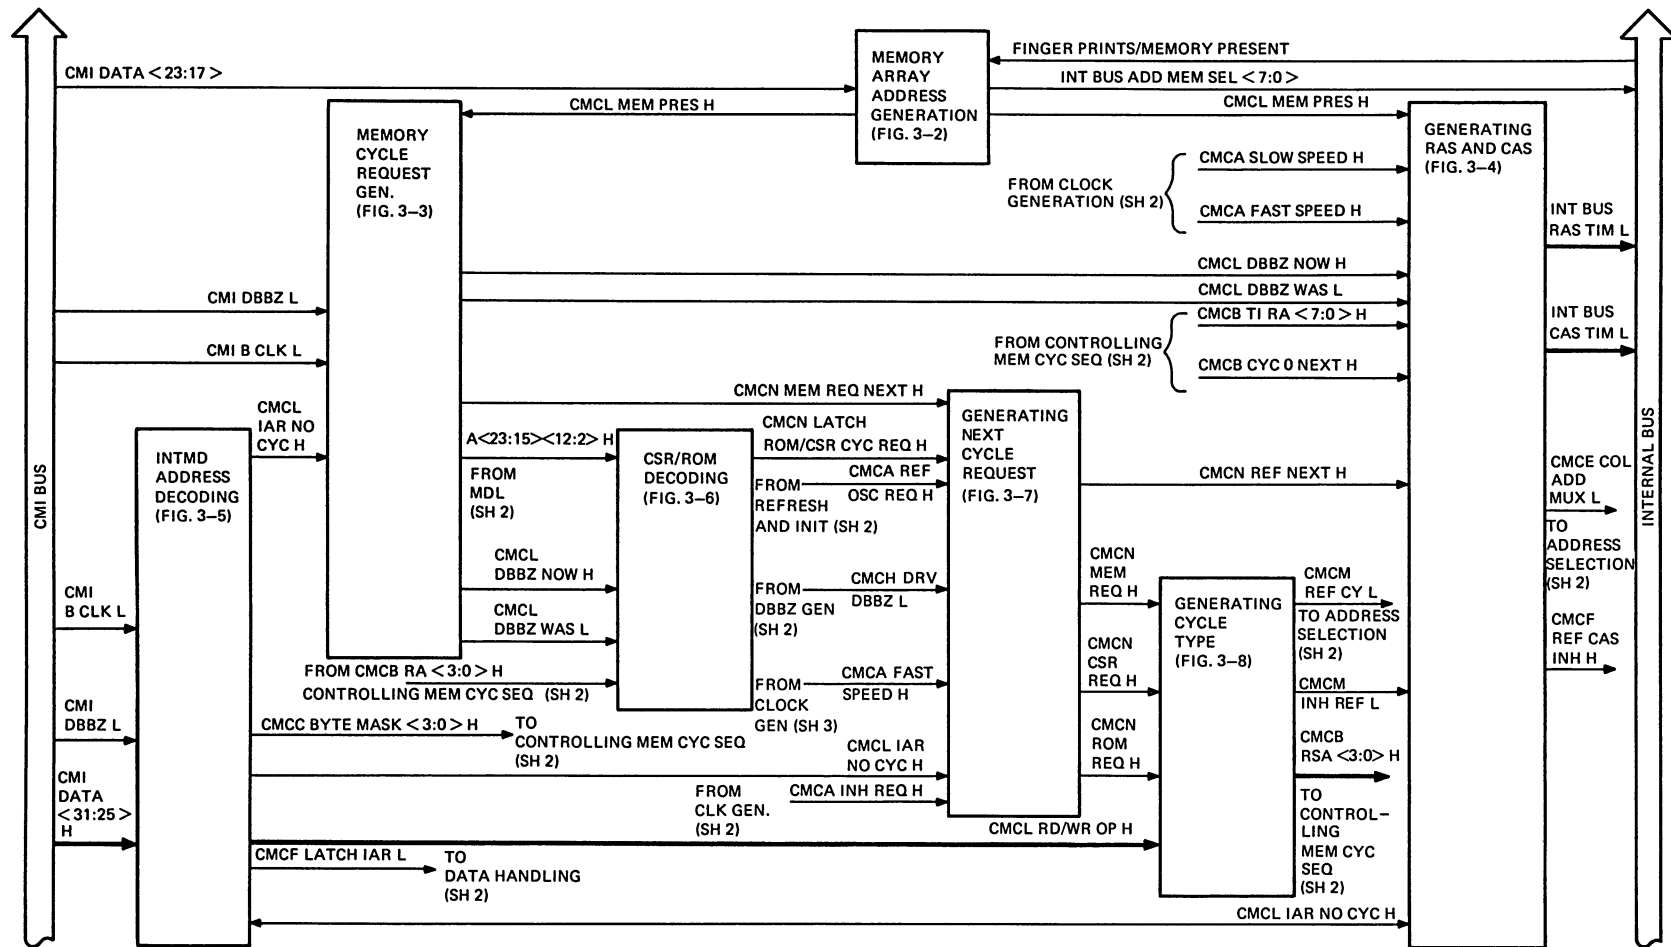 FINGER PRINTS/MEMORY PRESENT
CMI DATA <23:17>
MEMORY
ARRAY
ADDRESS
GENERATION
(FIG. 3–2)
INT BUS ADD MEM SEL <7:0>
CMCL MEM PRES H
CMCL MEM PRES H
MEMORY
CYCLE
REQUEST
GEN.
(FIG. 3–3)
GENERATING
RAS AND CAS
(FIG. 3–4)
CMCA SLOW SPEED H
FROM CLOCK
GENERATION (SH 2)
CMCA FAST SPEED H
INT BUS
RAS TIM L
CMCL DBBZ NOW H
CMCL DBBZ WAS L
CMI DBBZ L
CMCB TI RA <7:0> H
INT BUS
CAS TIM L
FROM CONTROLLING
MEM CYC SEQ (SH 2)
CMI B CLK L
CMCB CYC 0 NEXT H
CMCN MEM REQ NEXT H
CMCL
IAR NO
CYC H
INTMD
ADDRESS
DECODING
(FIG. 3–5)
A<23:15><12:2> H
FROM
MDL
(SH 2)
CSR/ROM
DECODING
(FIG. 3–6)
CMCN LATCH
ROM/CSR CYC REQ H
CMCA REF
OSC REQ H
FROM
REFRESH
AND INIT (SH 2)
GENERATING
NEXT
CYCLE
REQUEST
(FIG. 3–7)
CMCN REF NEXT H
CMCE COL
ADD
MUX L
TO
ADDRESS
SELECTION
(SH 2)
CMI BUS
INTERNAL BUS
CMCL
DBBZ NOW H
CMCL
DBBZ WAS L
FROM
DBBZ GEN
(SH 2)
CMCH DRV
DBBZ L
CMCN
MEM
REQ H
GENERATING
CYCLE
TYPE
(FIG. 3–8)
CMCM
REF CY L
TO ADDRESS
SELECTION
(SH 2)
CMCF
REF CAS
INH H
CMI
B CLK L
FROM CMCB RA <3:0> H
CONTROLLING MEM CYC SEQ (SH 2)
FROM
CLOCK
GEN (SH 3)
CMCA FAST
SPEED H
CMCN
CSR
REQ H
CMCM
INH REF L
CMI
DBBZ L
CMCC BYTE MASK <3:0> H
TO
CONTROLLING MEM CYC SEQ
(SH 2)
CMCL IAR
NO CYC H
CMCN
ROM
REQ H
CMCB
RSA <3:0> H
TO
CONTROL–
LING
MEM CYC
SEQ
(SH 2)
CMI
DATA
<31:25>
H
FROM
CLK GEN.
(SH 2)
CMCA INH REQ H
CMCL RD/WR OP H
CMCF LATCH IAR L
TO
DATA HANDLING
(SH 2)
CMCL IAR NO CYC H